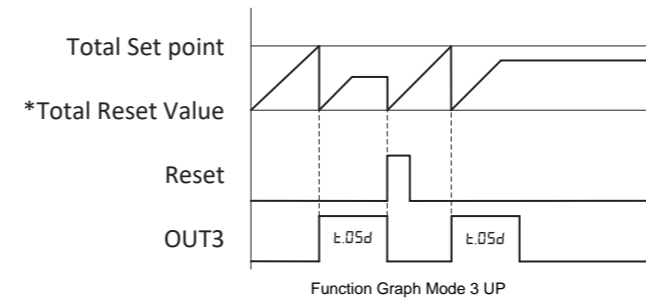 Total Set point
*Total Reset Value
Reset
OUT3
t.05d
t.05d
Function Graph Mode 3 UP